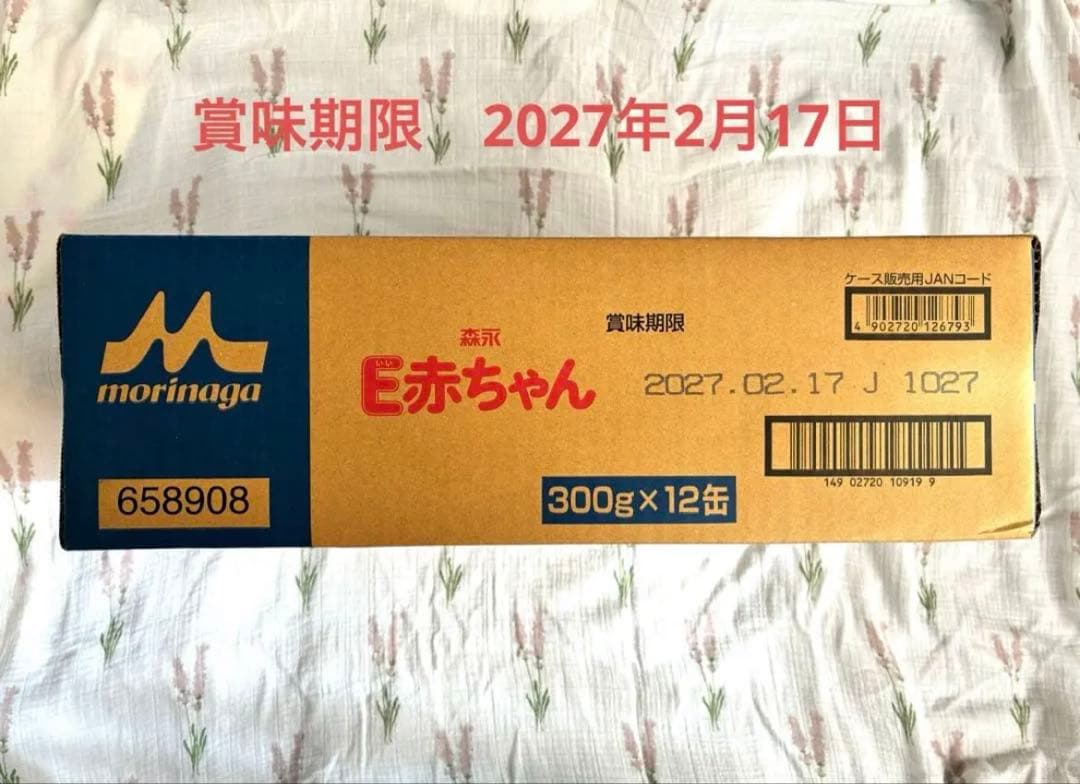 賞味期限　2027年2月17日
ケース販売用JANコード
4 902720 126793
賞味期限
森永
いい
E赤ちゃん
morinaga
2027.02.17 J 1027
149 02720 10919 9
658908
300g×12缶